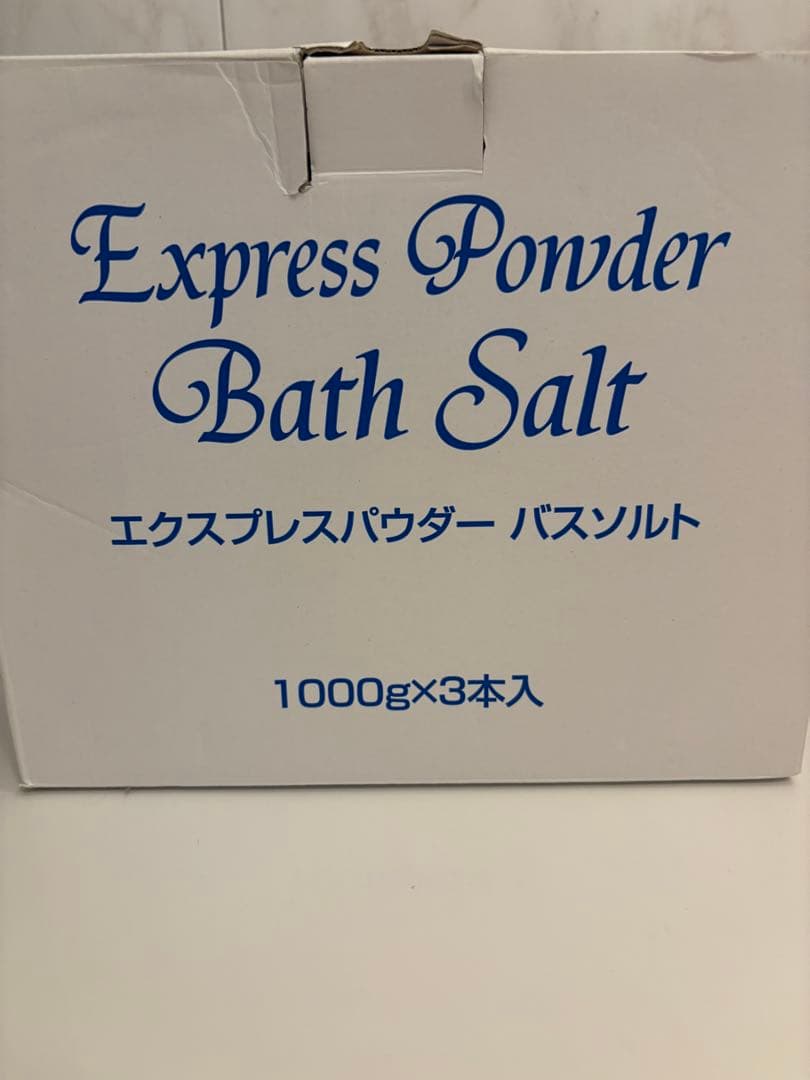 Express Powder
Bath Salt
エクスプレスパウダー バスソルト
1000g×3本入